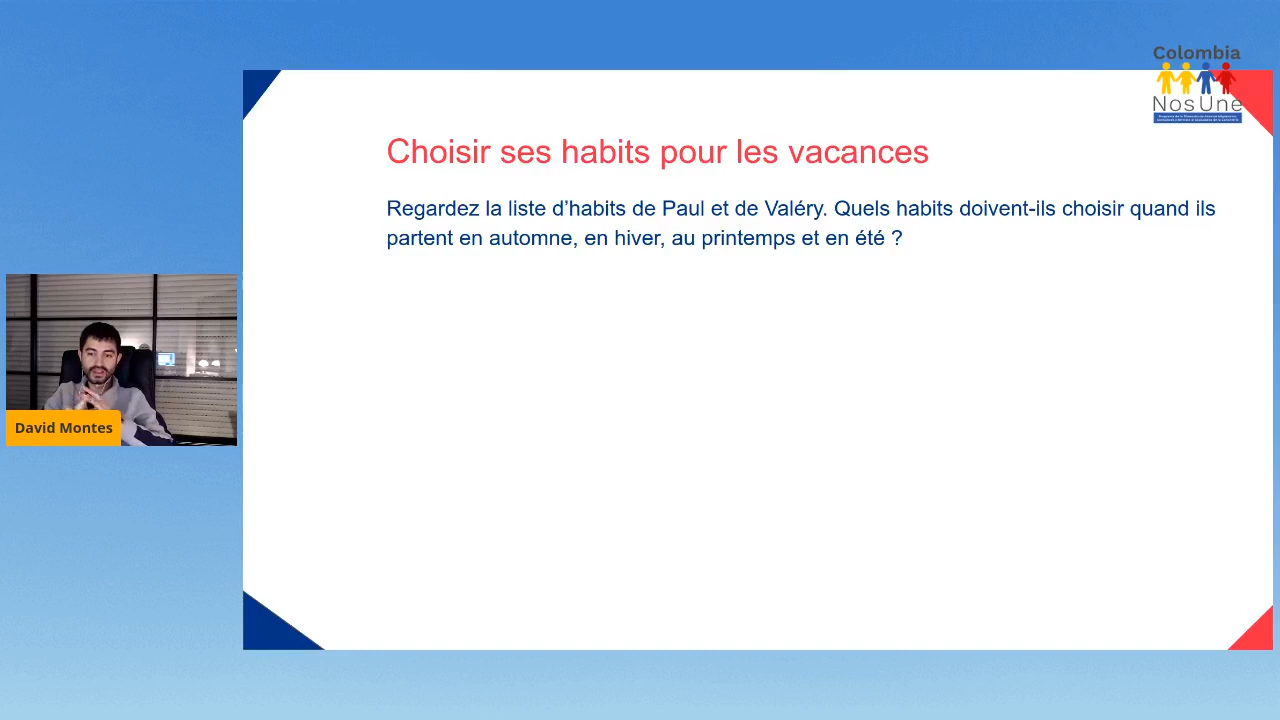 Colombia
NosUne
Choisir ses habits pour les vacances
Regardez la liste d’habits de Paul et de Valéry. Quels habits doivent-ils choisir quand ils
partent en automne, en hiver, au printemps et en été ?
David Montes